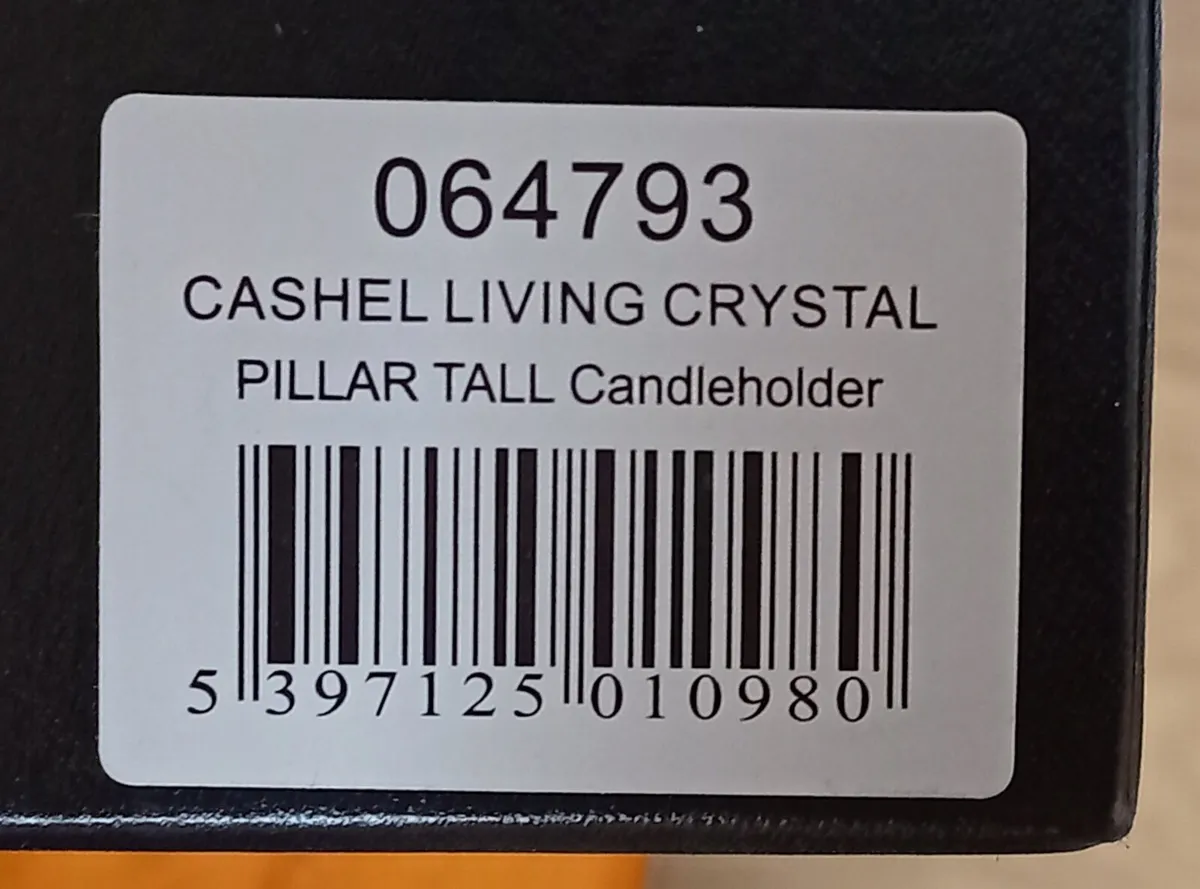 064793
CASHEL LIVING CRYSTAL
PILLAR TALL Candleholder
5 397125 010980